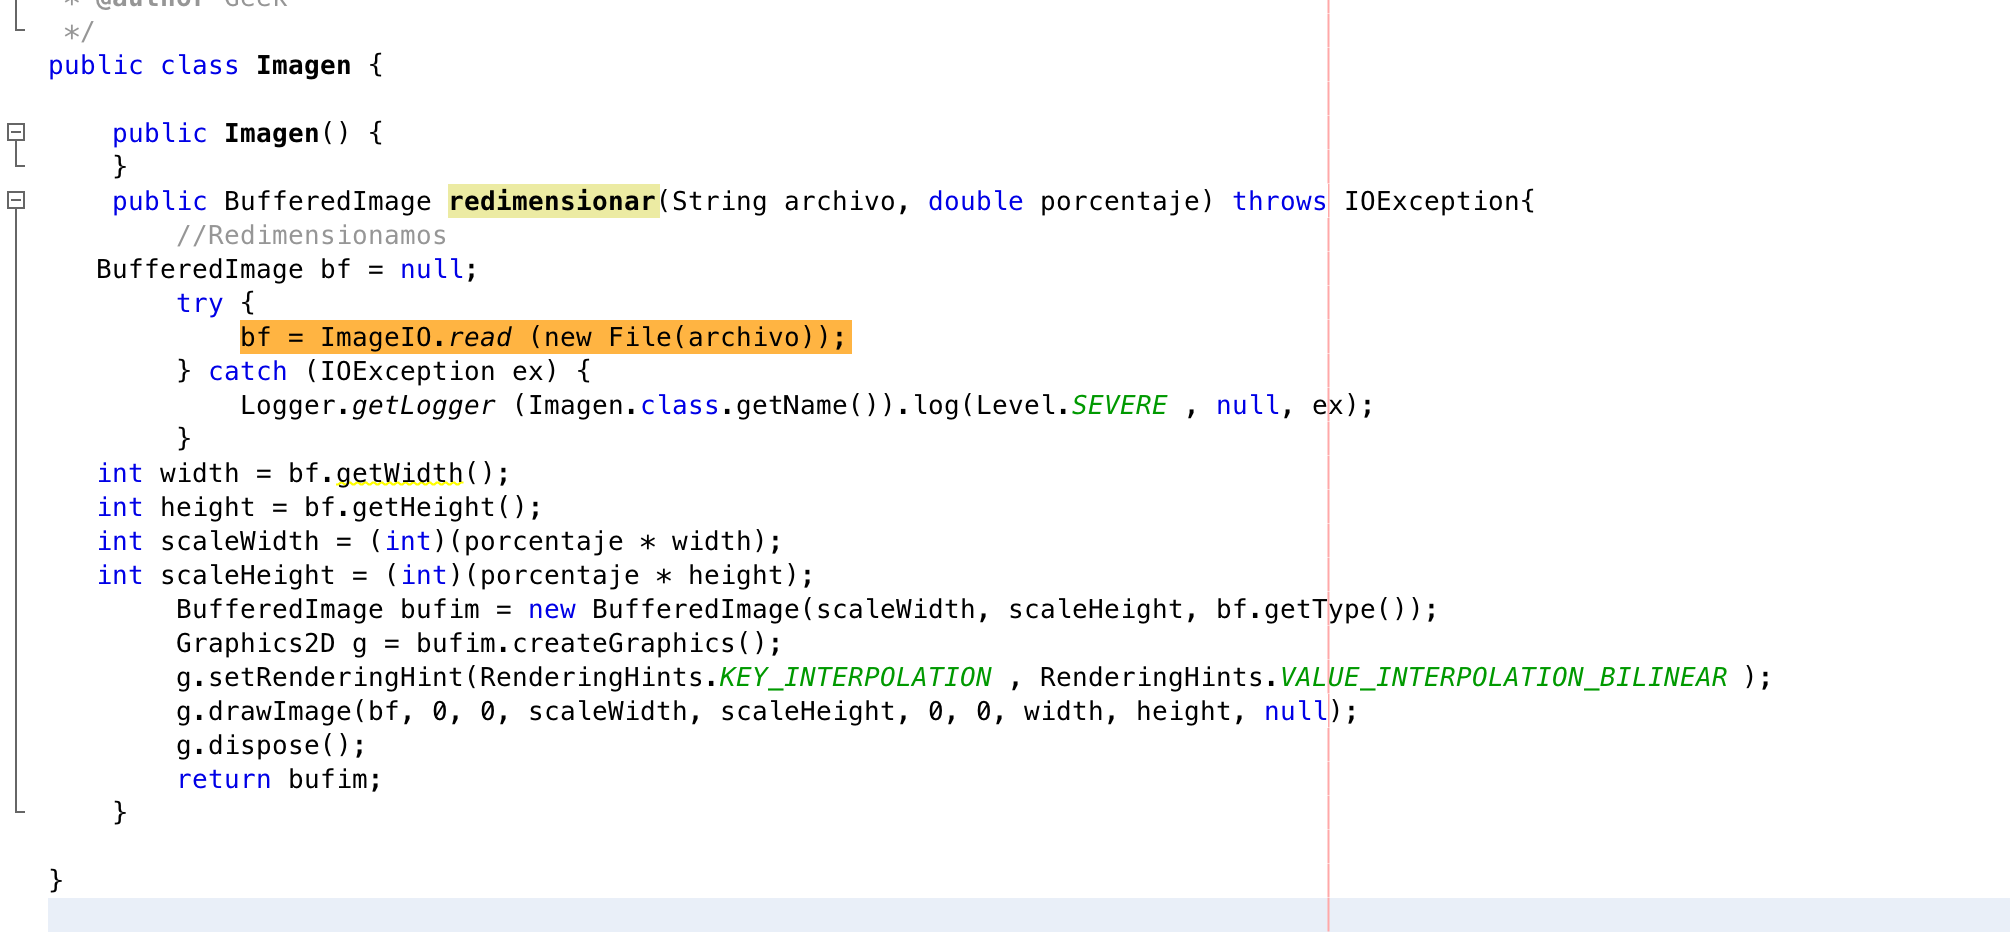 * @author Geek
*/
public class Imagen {
public Imagen() {
}
public BufferedImage redimensionar(String archivo, double porcentaje) throws IOException{
//Redimensionamos
BufferedImage bf = null;
try {
bf = ImageIO.read (new File(archivo));
} catch (IOException ex) {
Logger.getLogger (Imagen.class.getName()).log(Level.SEVERE , null, ex);
}
int width = bf.getWidth();
int height = bf.getHeight();
int scaleWidth = (int)(porcentaje * width);
int scaleHeight = (int)(porcentaje * height);
BufferedImage bufim = new BufferedImage(scaleWidth, scaleHeight, bf.getType());
Graphics2D g = bufim.createGraphics();
g.setRenderingHint(RenderingHints.KEY_INTERPOLATION , RenderingHints.VALUE_INTERPOLATION_BILINEAR );
g.drawImage(bf, 0, 0, scaleWidth, scaleHeight, 0, 0, width, height, null);
g.dispose();
return bufim;
}
}